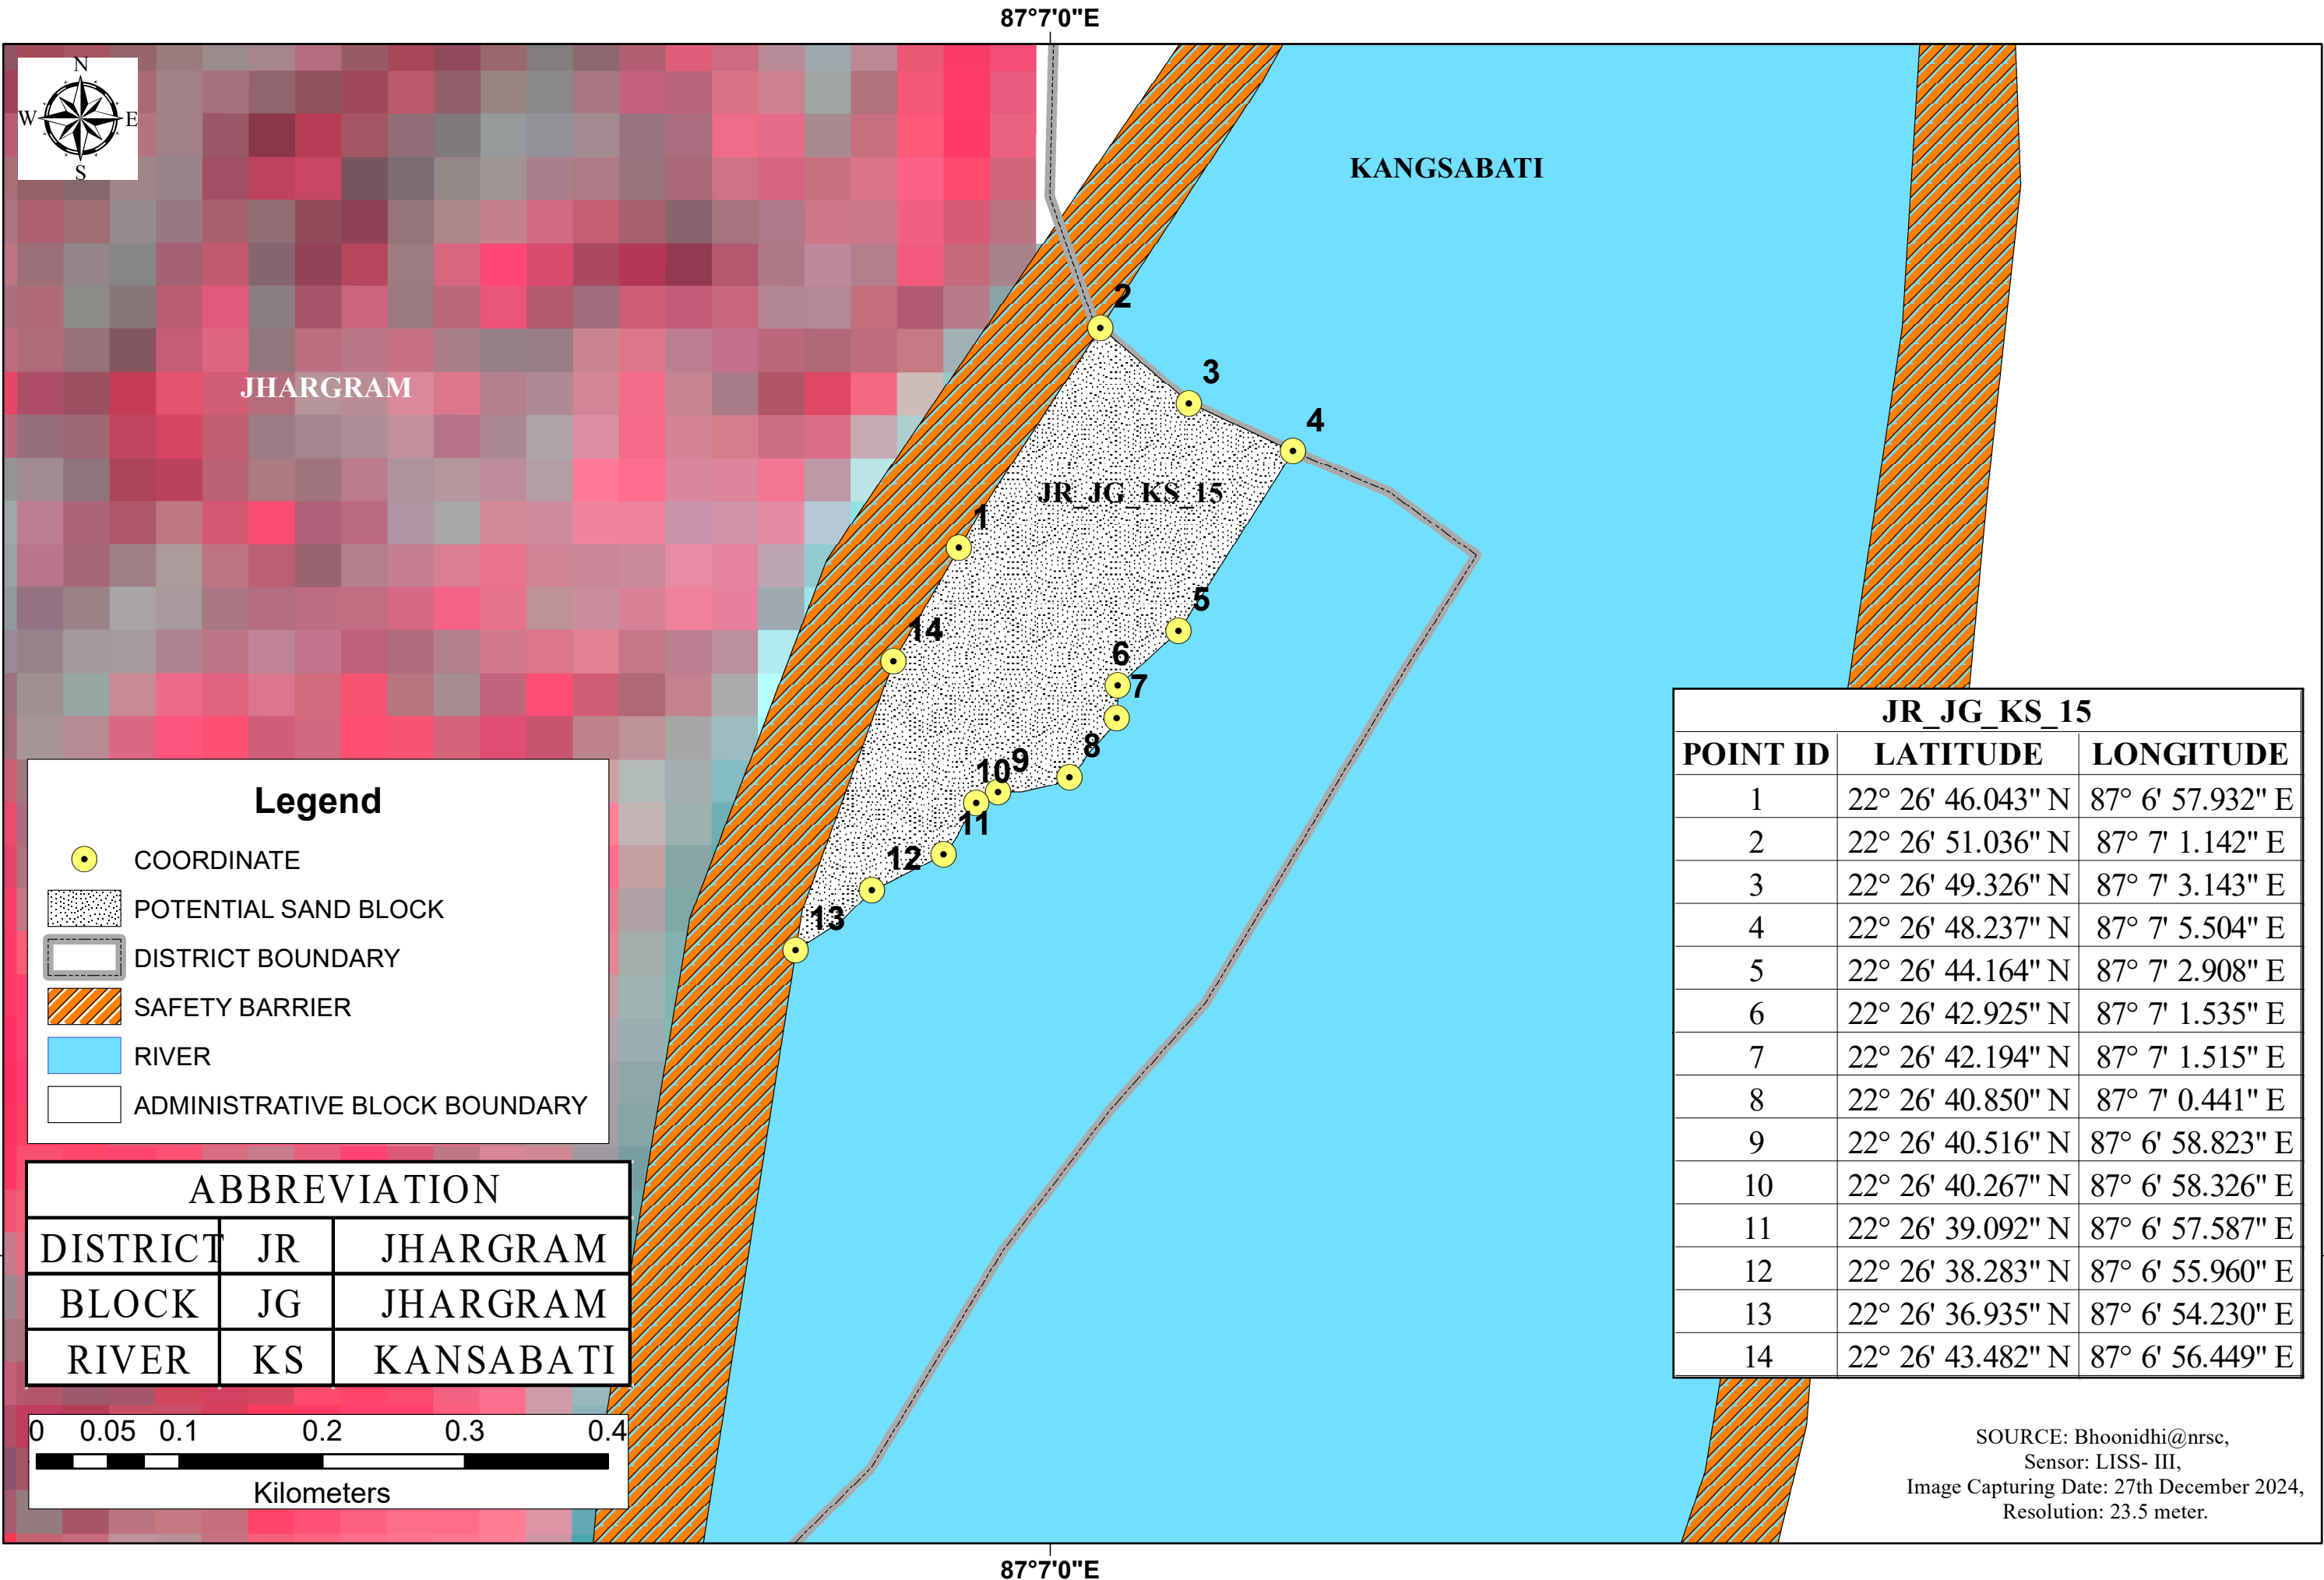 87°7'0"E
N
W E
S
KANGSABATI
2
3
JHARGRAM
4
JR_JG_KS_15
1
5
14
6
7
8
9
10
11
12
13
Legend
COORDINATE
POTENTIAL SAND BLOCK
DISTRICT BOUNDARY
SAFETY BARRIER
RIVER
ADMINISTRATIVE BLOCK BOUNDARY
ABBREVIATION
DISTRICT JR JHARGRAM
BLOCK JG JHARGRAM
RIVER KS KANSABATI
0 0.05 0.1 0.2 0.3 0.4
Kilometers
JR_JG_KS_15
POINT ID LATITUDE LONGITUDE
1 22° 26' 46.043" N 87° 6' 57.932" E
2 22° 26' 51.036" N 87° 7' 1.142" E
3 22° 26' 49.326" N 87° 7' 3.143" E
4 22° 26' 48.237" N 87° 7' 5.504" E
5 22° 26' 44.164" N 87° 7' 2.908" E
6 22° 26' 42.925" N 87° 7' 1.535" E
7 22° 26' 42.194" N 87° 7' 1.515" E
8 22° 26' 40.850" N 87° 7' 0.441" E
9 22° 26' 40.516" N 87° 6' 58.823" E
10 22° 26' 40.267" N 87° 6' 58.326" E
11 22° 26' 39.092" N 87° 6' 57.587" E
12 22° 26' 38.283" N 87° 6' 55.960" E
13 22° 26' 36.935" N 87° 6' 54.230" E
14 22° 26' 43.482" N 87° 6' 56.449" E
SOURCE: Bhoonidhi@nrsc,
Sensor: LISS- III,
Image Capturing Date: 27th December 2024,
Resolution: 23.5 meter.
87°7'0"E